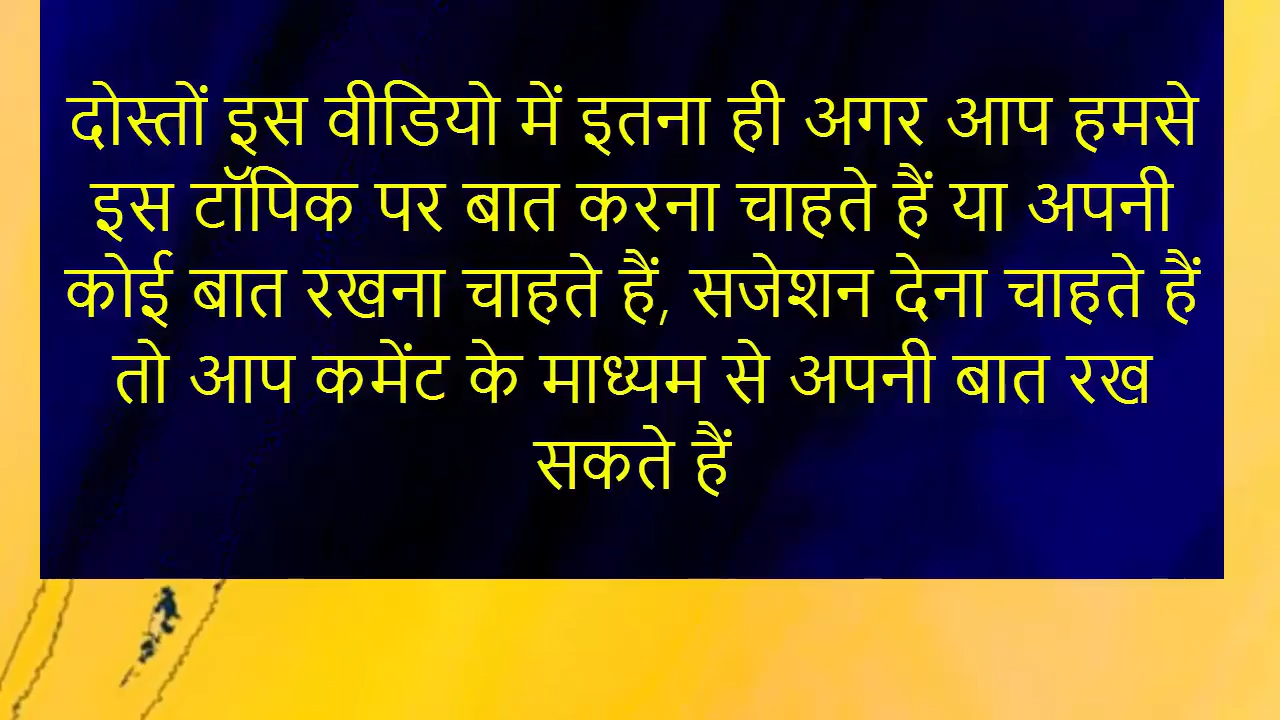 दोस्तों इस वीडियो में इतना ही अगर आप हमसे
इस टॉपिक पर बात करना चाहते हैं या अपनी
कोई बात रखना चाहते हैं, सजेशन देना चाहते हैं
तो आप कमेंट के माध्यम से अपनी बात रख
सकते हैं